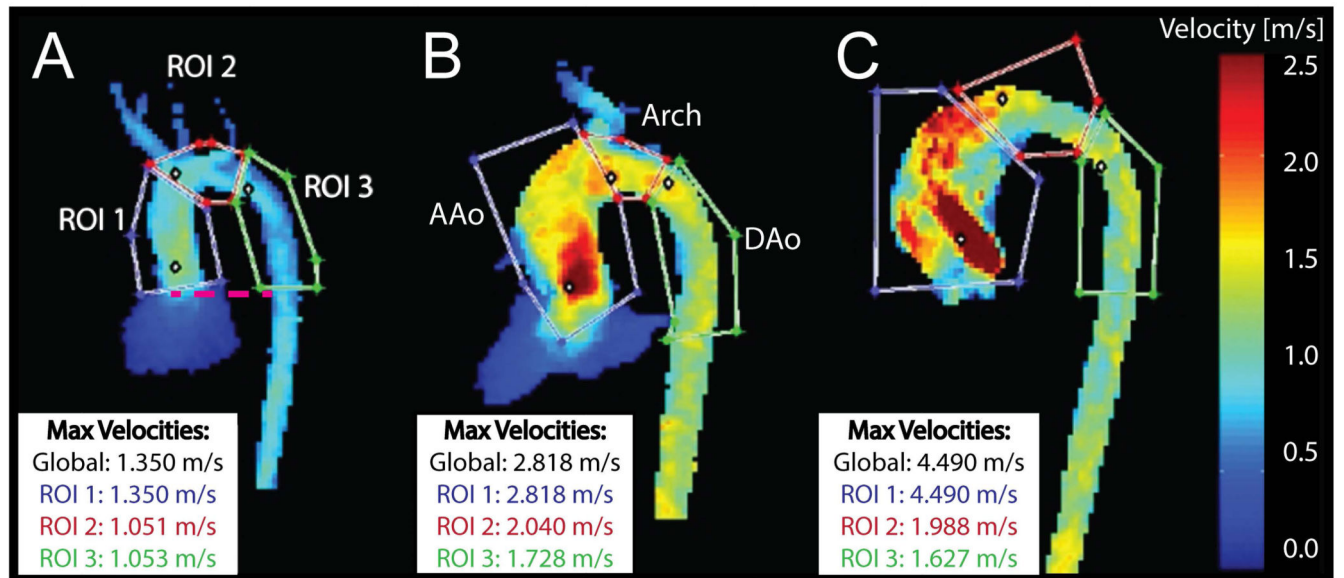 A
ROI 2
ROI 1
ROI 3
Max Velocities:
Global: 1.350 m/s
ROI 1: 1.350 m/s
ROI 2: 1.051 m/s
ROI 3: 1.053 m/s
B
Arch
AAo
DAo
Max Velocities:
Global: 2.818 m/s
ROI 1: 2.818 m/s
ROI 2: 2.040 m/s
ROI 3: 1.728 m/s
C
Max Velocities:
Global: 4.490 m/s
ROI 1: 4.490 m/s
ROI 2: 1.988 m/s
ROI 3: 1.627 m/s
Velocity [m/s]
2.5
2.0
1.5
1.0
0.5
0.0